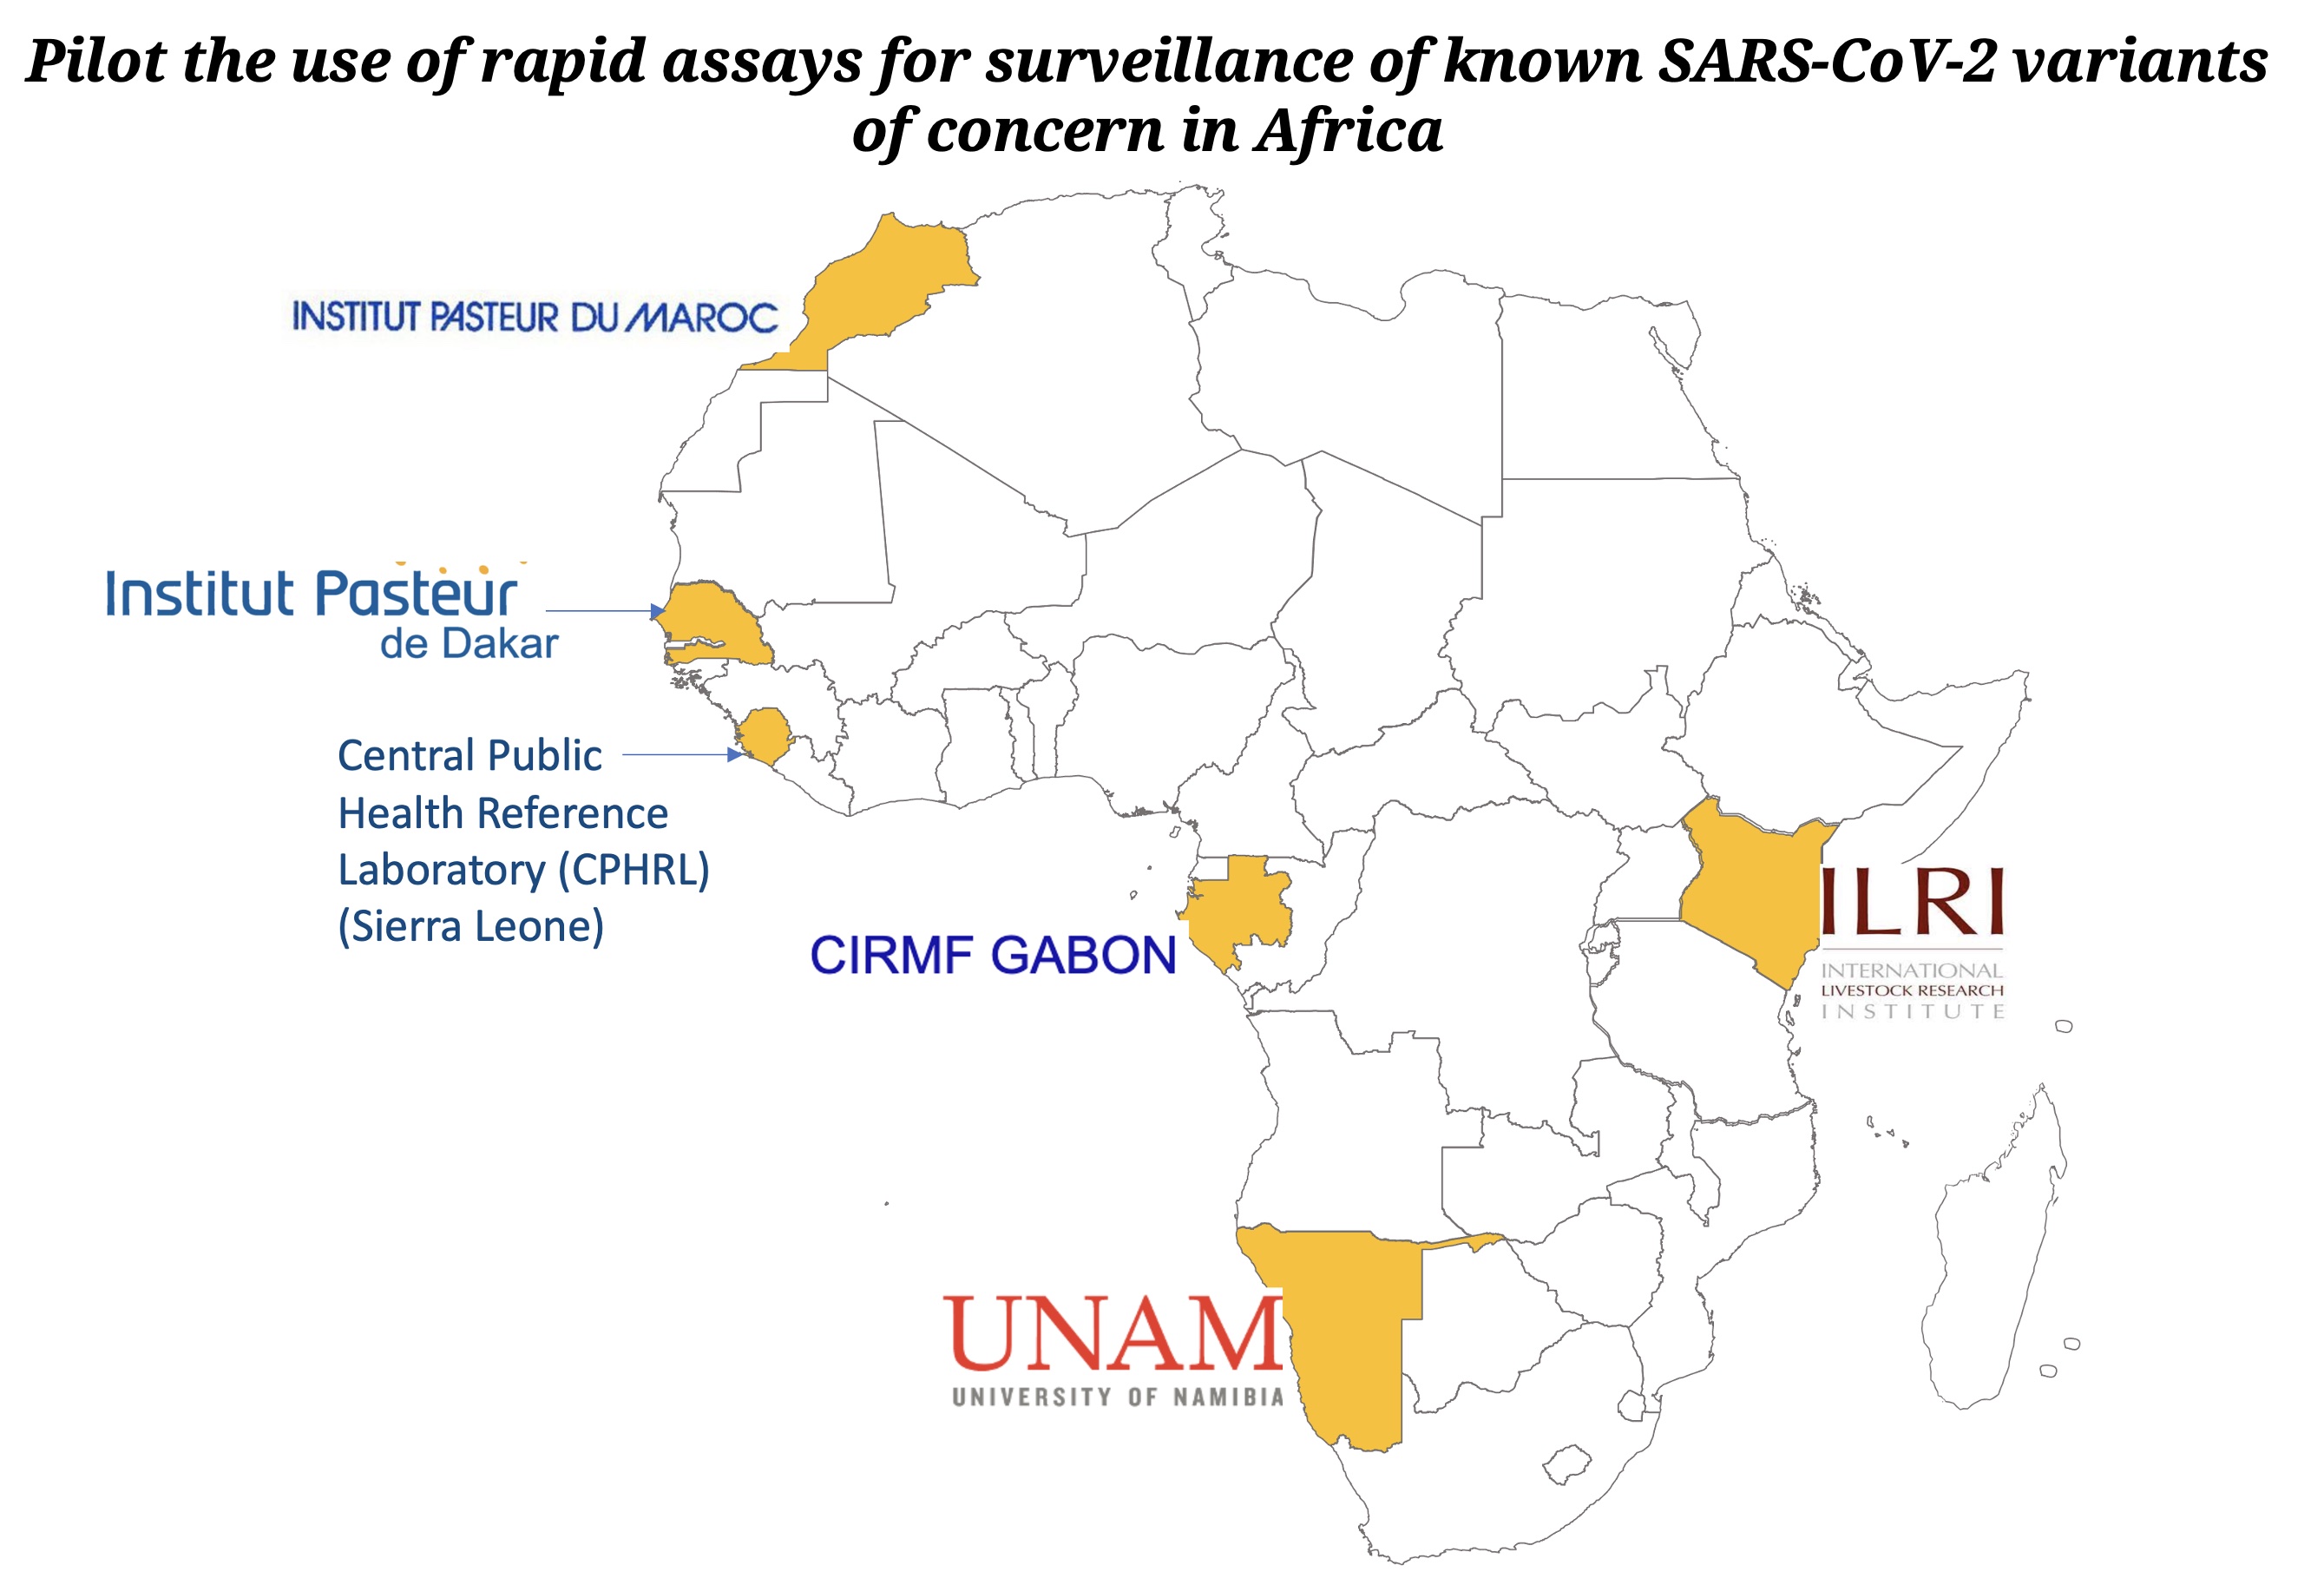 Pilot the use of rapid assays for surveillance of known SARS-CoV-2 variants
of concern in Africa
INSTITUT PASTEUR DU MAROC
Institut Pasteur
de Dakar
Central Public
Health Reference
Laboratory (CPHRL)
(Sierra Leone)
CIRMF GABON
ILRI
INTERNATIONAL
LIVESTOCK RESEARCH
INSTITUTE
UNAM
UNIVERSITY OF NAMIBIA